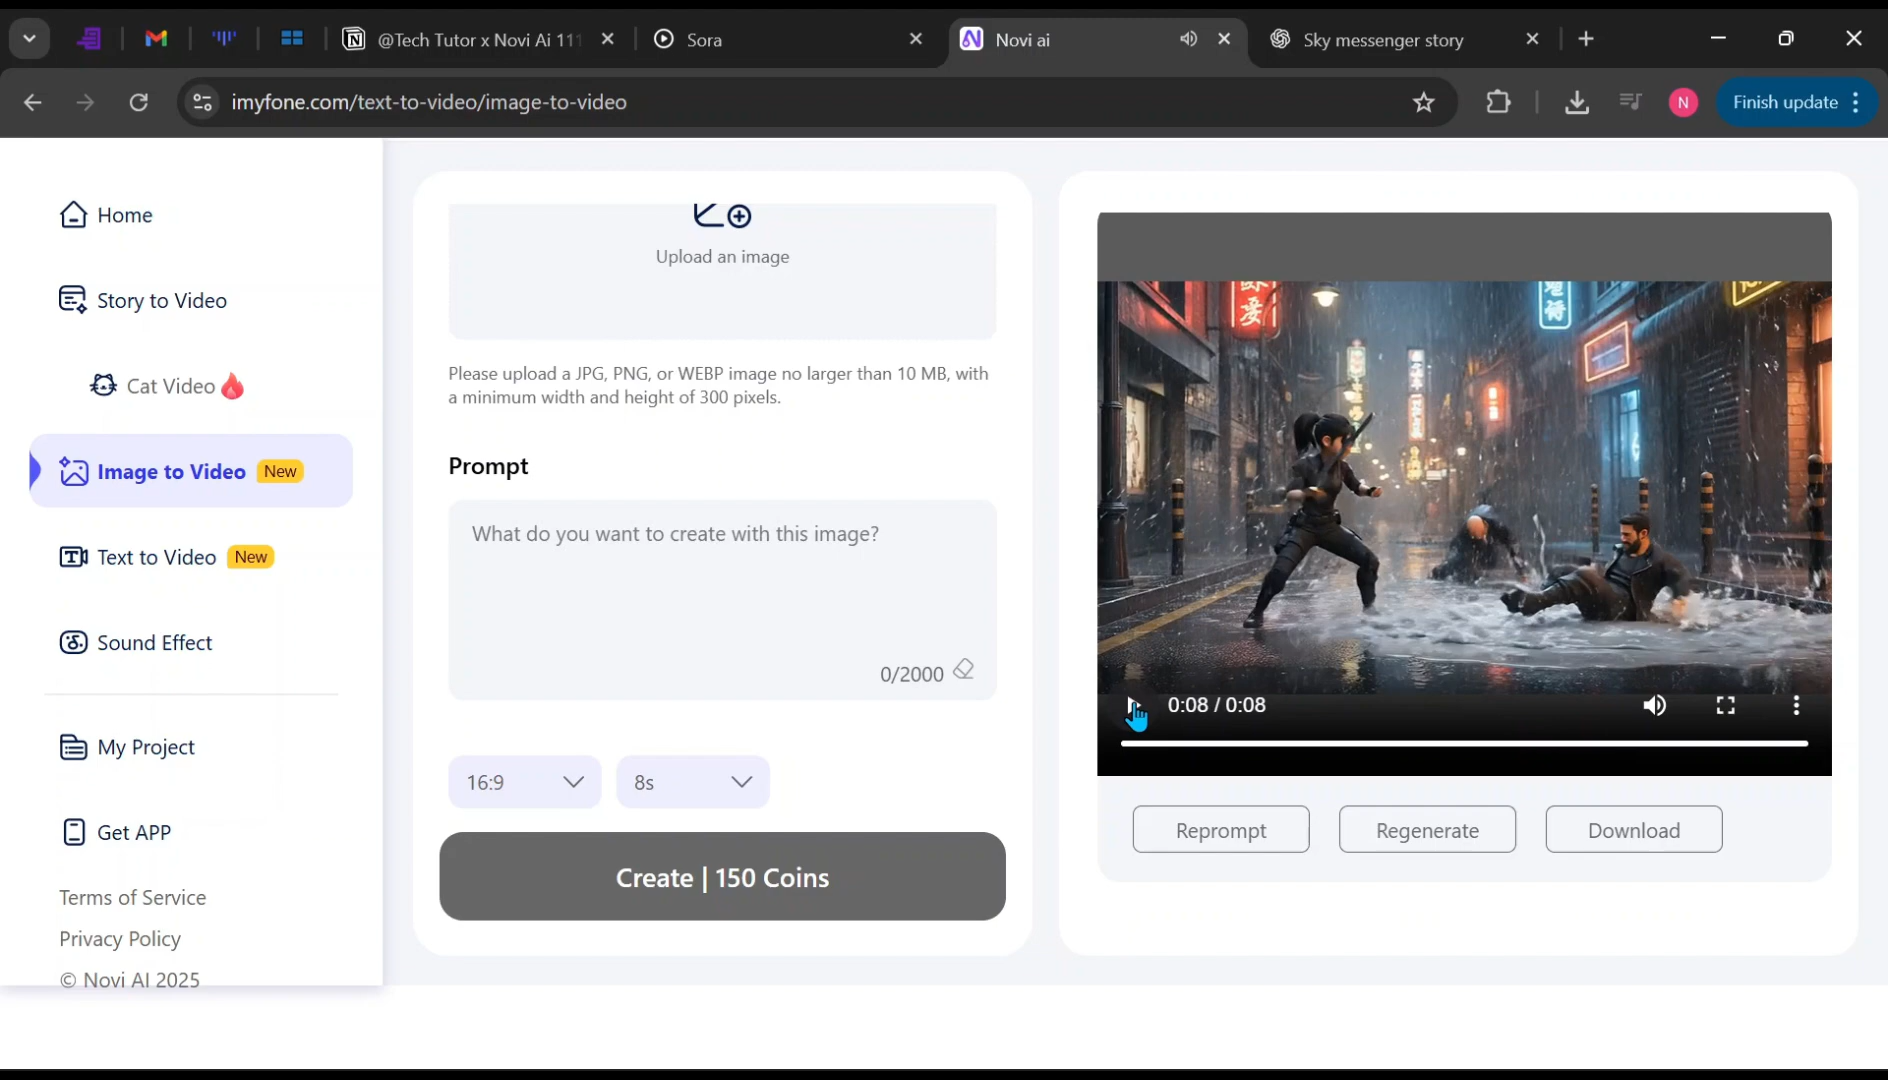 @Tech Tutor x Novi Ai 111
Sora
Novi ai
Sky messenger story
imyfone.com/text-to-video/image-to-video
N
Finish update
Home
Story to Video
Cat Video
Image to Video New
Text to Video New
Sound Effect
My Project
Get APP
Terms of Service
Privacy Policy
© Novi AI 2025
Upload an image
Please upload a JPG, PNG, or WEBP image no larger than 10 MB, with
a minimum width and height of 300 pixels.
Prompt
What do you want to create with this image?
0/2000
16:9
8s
Create | 150 Coins
0:08 / 0:08
Reprompt
Regenerate
Download